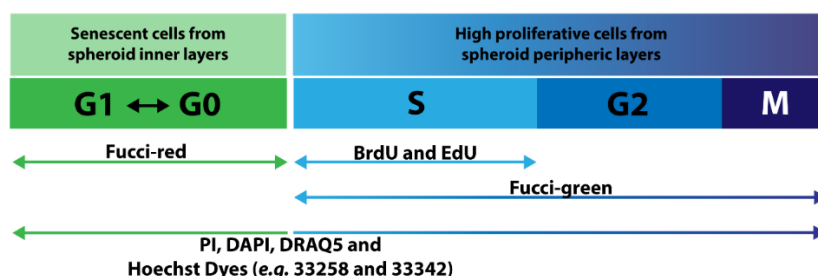 Senescent cells from
spheroid inner layers
High proliferative cells from
spheroid peripheric layers
G1 ↔ G0
S
G2
M
Fucci-red
BrdU and EdU
Fucci-green
PI, DAPI, DRAQ5 and
Hoechst Dyes (e.g. 33258 and 33342)